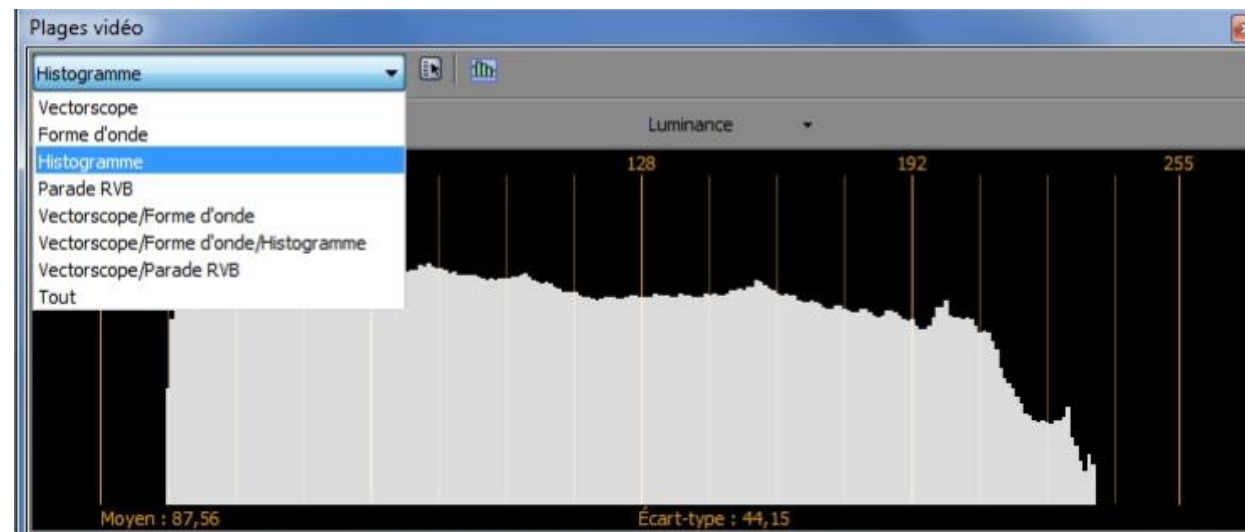 Plages vidéo
Histogramme
Vectorscope
Forme d'onde
Histogramme
Parade RVB
Vectorscope/Forme d'onde
Vectorscope/Forme d'onde/Histogramme
Vectorscope/Parade RVB
Tout
Luminance
128 192 255
Moyen : 87,56 Écart-type : 44,15